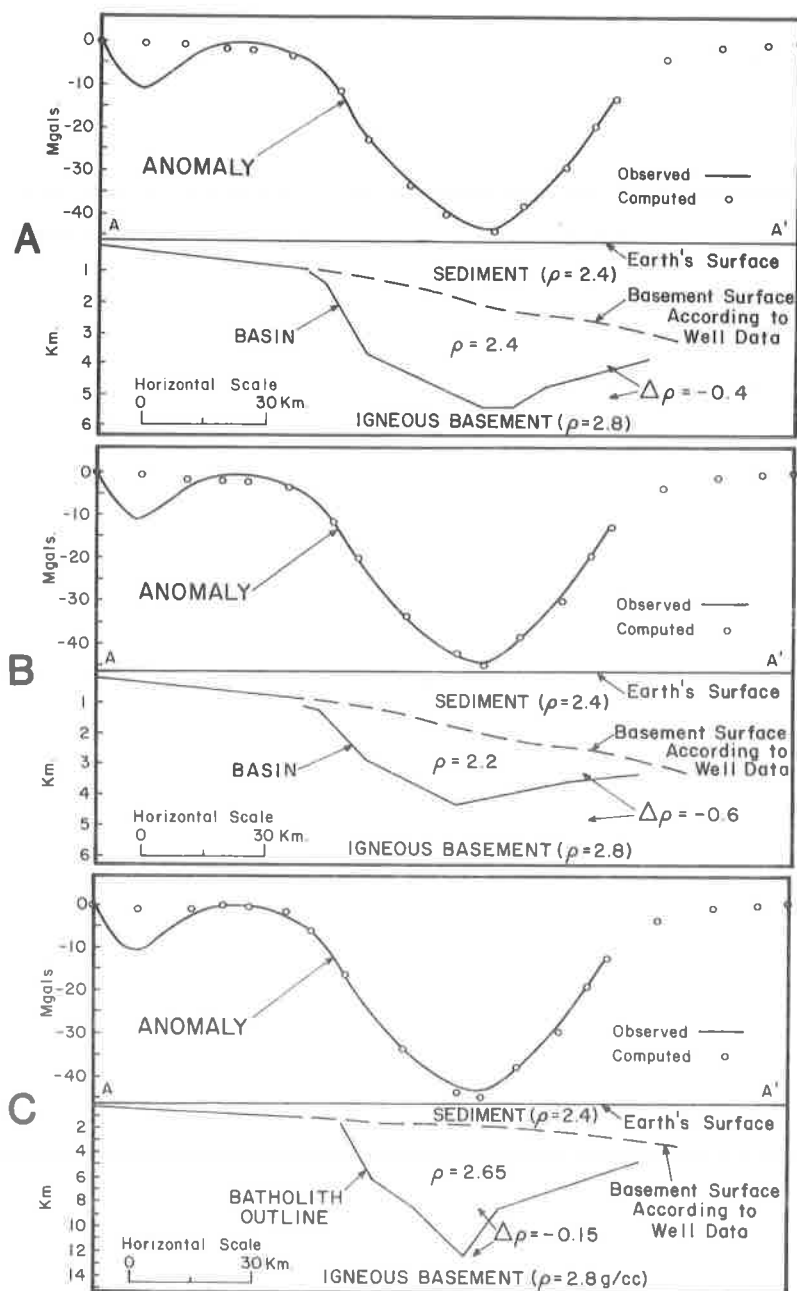 0
-10
-20
-30
-40
Mgals.
ANOMALY
Observed
Computed
A
A'
A
Earth's Surface
SEDIMENT (ρ=2.4)
Basement Surface
According to
Well Data
BASIN
ρ=2.4
1
2
3
4
5
6
Km.
Horizontal Scale
0
30 Km.
Δρ=-0.4
IGNEOUS BASEMENT (ρ=2.8)
0
-10
-20
-30
-40
Mgals.
ANOMALY
Observed
Computed
A
A'
B
Earth's Surface
SEDIMENT (ρ=2.4)
Basement Surface
According to
Well Data
BASIN
ρ=2.2
1
2
3
4
5
6
Km.
Horizontal Scale
0
30 Km.
Δρ=-0.6
IGNEOUS BASEMENT (ρ=2.8)
0
-10
-20
-30
-40
Mgals
ANOMALY
Observed
Computed
A
A'
C
SEDIMENT (ρ=2.4)
Earth's Surface
ρ=2.65
BATHOLITH
OUTLINE
Basement Surface
According to
Well Data
2
4
6
8
10
12
14
Km
Δρ=-0.15
Horizontal Scale
0
30Km
IGNEOUS BASEMENT (ρ=2.8 g/cc)